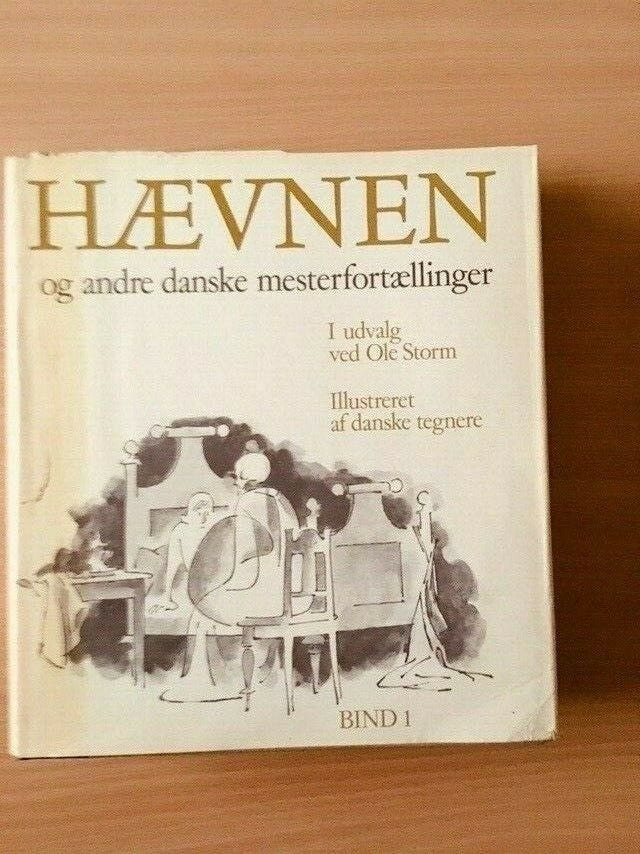 HÆVNEN
og andre danske mesterfortællinger
I udvalg
ved Ole Storm
Illustreret
af danske tegnere
BIND 1